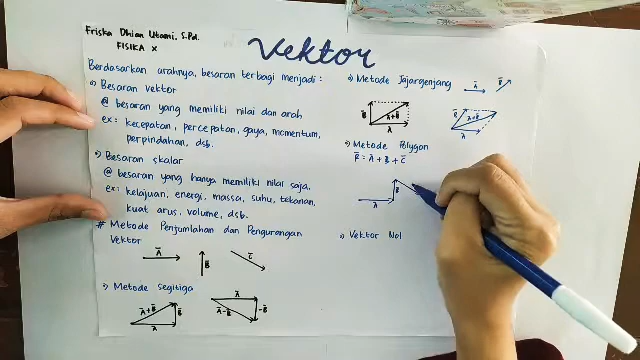 Friska Dhian Utami, S.Pd.
FISIKA X
Vektor
Berdasarkan arahnya, besaran terbagi menjadi:
Besaran vektor
@ besaran yang memiliki nilai dan arah
ex: kecepatan, percepatan, gaya, momentum,
perpindahan, dsb.
Besaran skalar
@ besaran yang hanya memiliki nilai saja,
ex: kelajuan, energi, massa, suhu, tekanan,
kuat arus, volume, dsb.
# Metode Penjumlahan dan Pengurangan
Vektor
A B C
Metode segitiga
A+B B A
A A-B -B
Metode Jajargenjang A B
B A+B A
B A+B A
Metode Polygon
R = A + B + C
A B
Vektor Nol